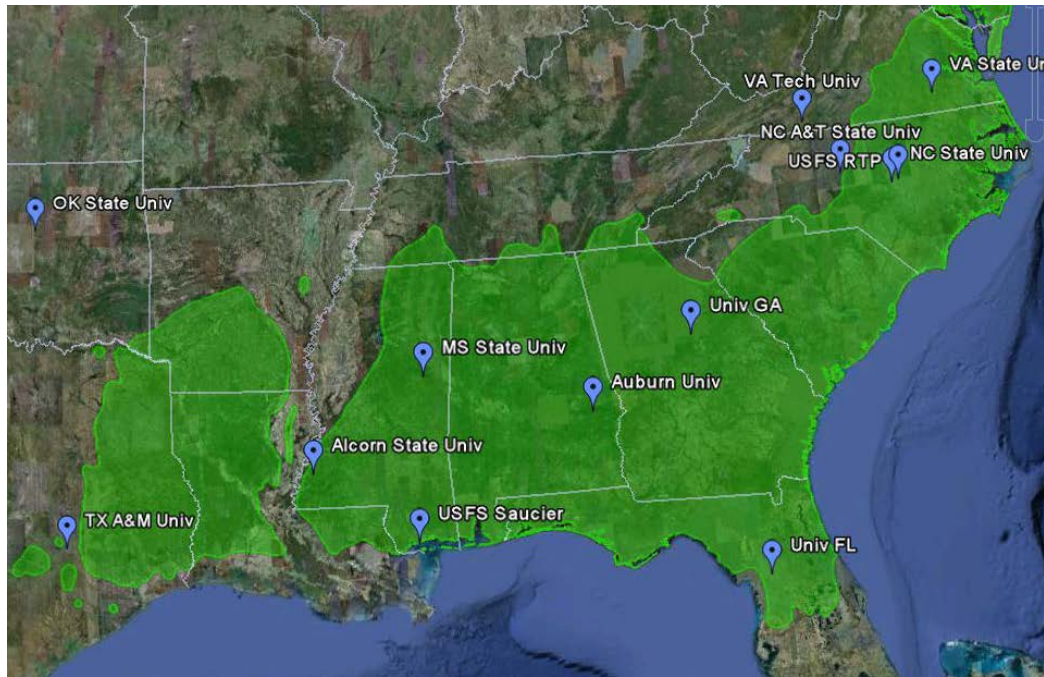 VA State Un
VA Tech Univ
NC A&T State Univ
USFS RTP
NC State Univ
OK State Univ
Univ GA
MS State Univ
Auburn Univ
Alcorn State Univ
USFS Saucier
TX A&M Univ
Univ FL